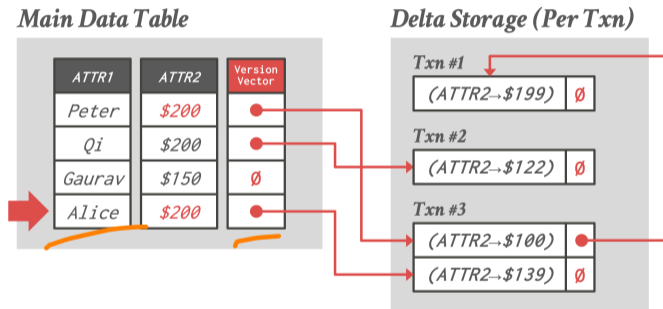 Main Data Table
ATTR1 ATTR2 Version Vector
Peter $200
Qi $200
Gaurav $150 Ø
Alice $200
Delta Storage (Per Txn)
Txn #1
(ATTR2→$199) Ø
Txn #2
(ATTR2→$122) Ø
Txn #3
(ATTR2→$100)
(ATTR2→$139) Ø